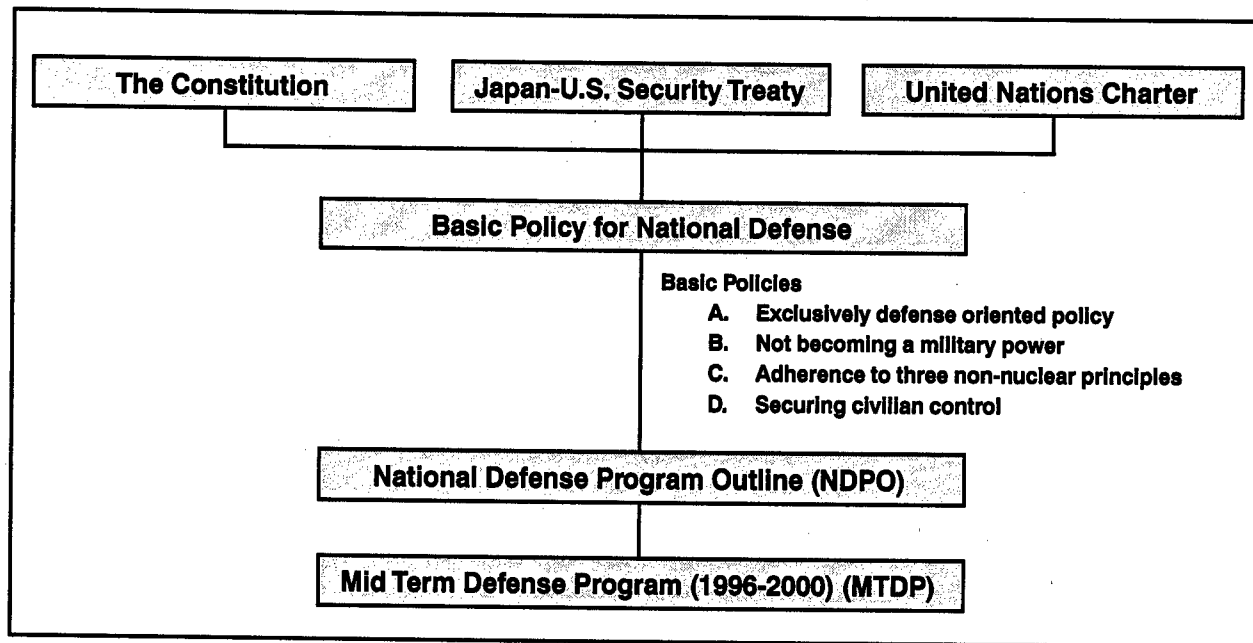 The Constitution
Japan-U.S. Security Treaty
United Nations Charter
Basic Policy for National Defense
Basic Policies
A. Exclusively defense oriented policy
B. Not becoming a military power
C. Adherence to three non-nuclear principles
D. Securing civilian control
National Defense Program Outline (NDPO)
Mid Term Defense Program (1996-2000) (MTDP)